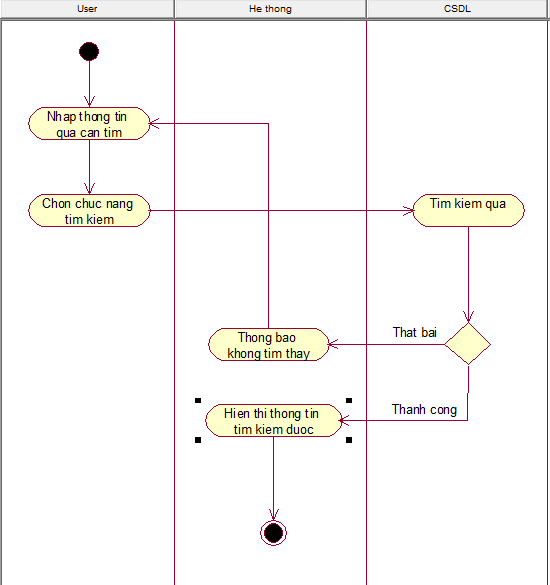 User
He thong
CSDL
Nhap thong tin
qua can tim
Chon chuc nang
tim kiem
Tim kiem qua
That bai
Thong bao
khong tim thay
Thanh cong
Hien thi thong tin
tim kiem duoc